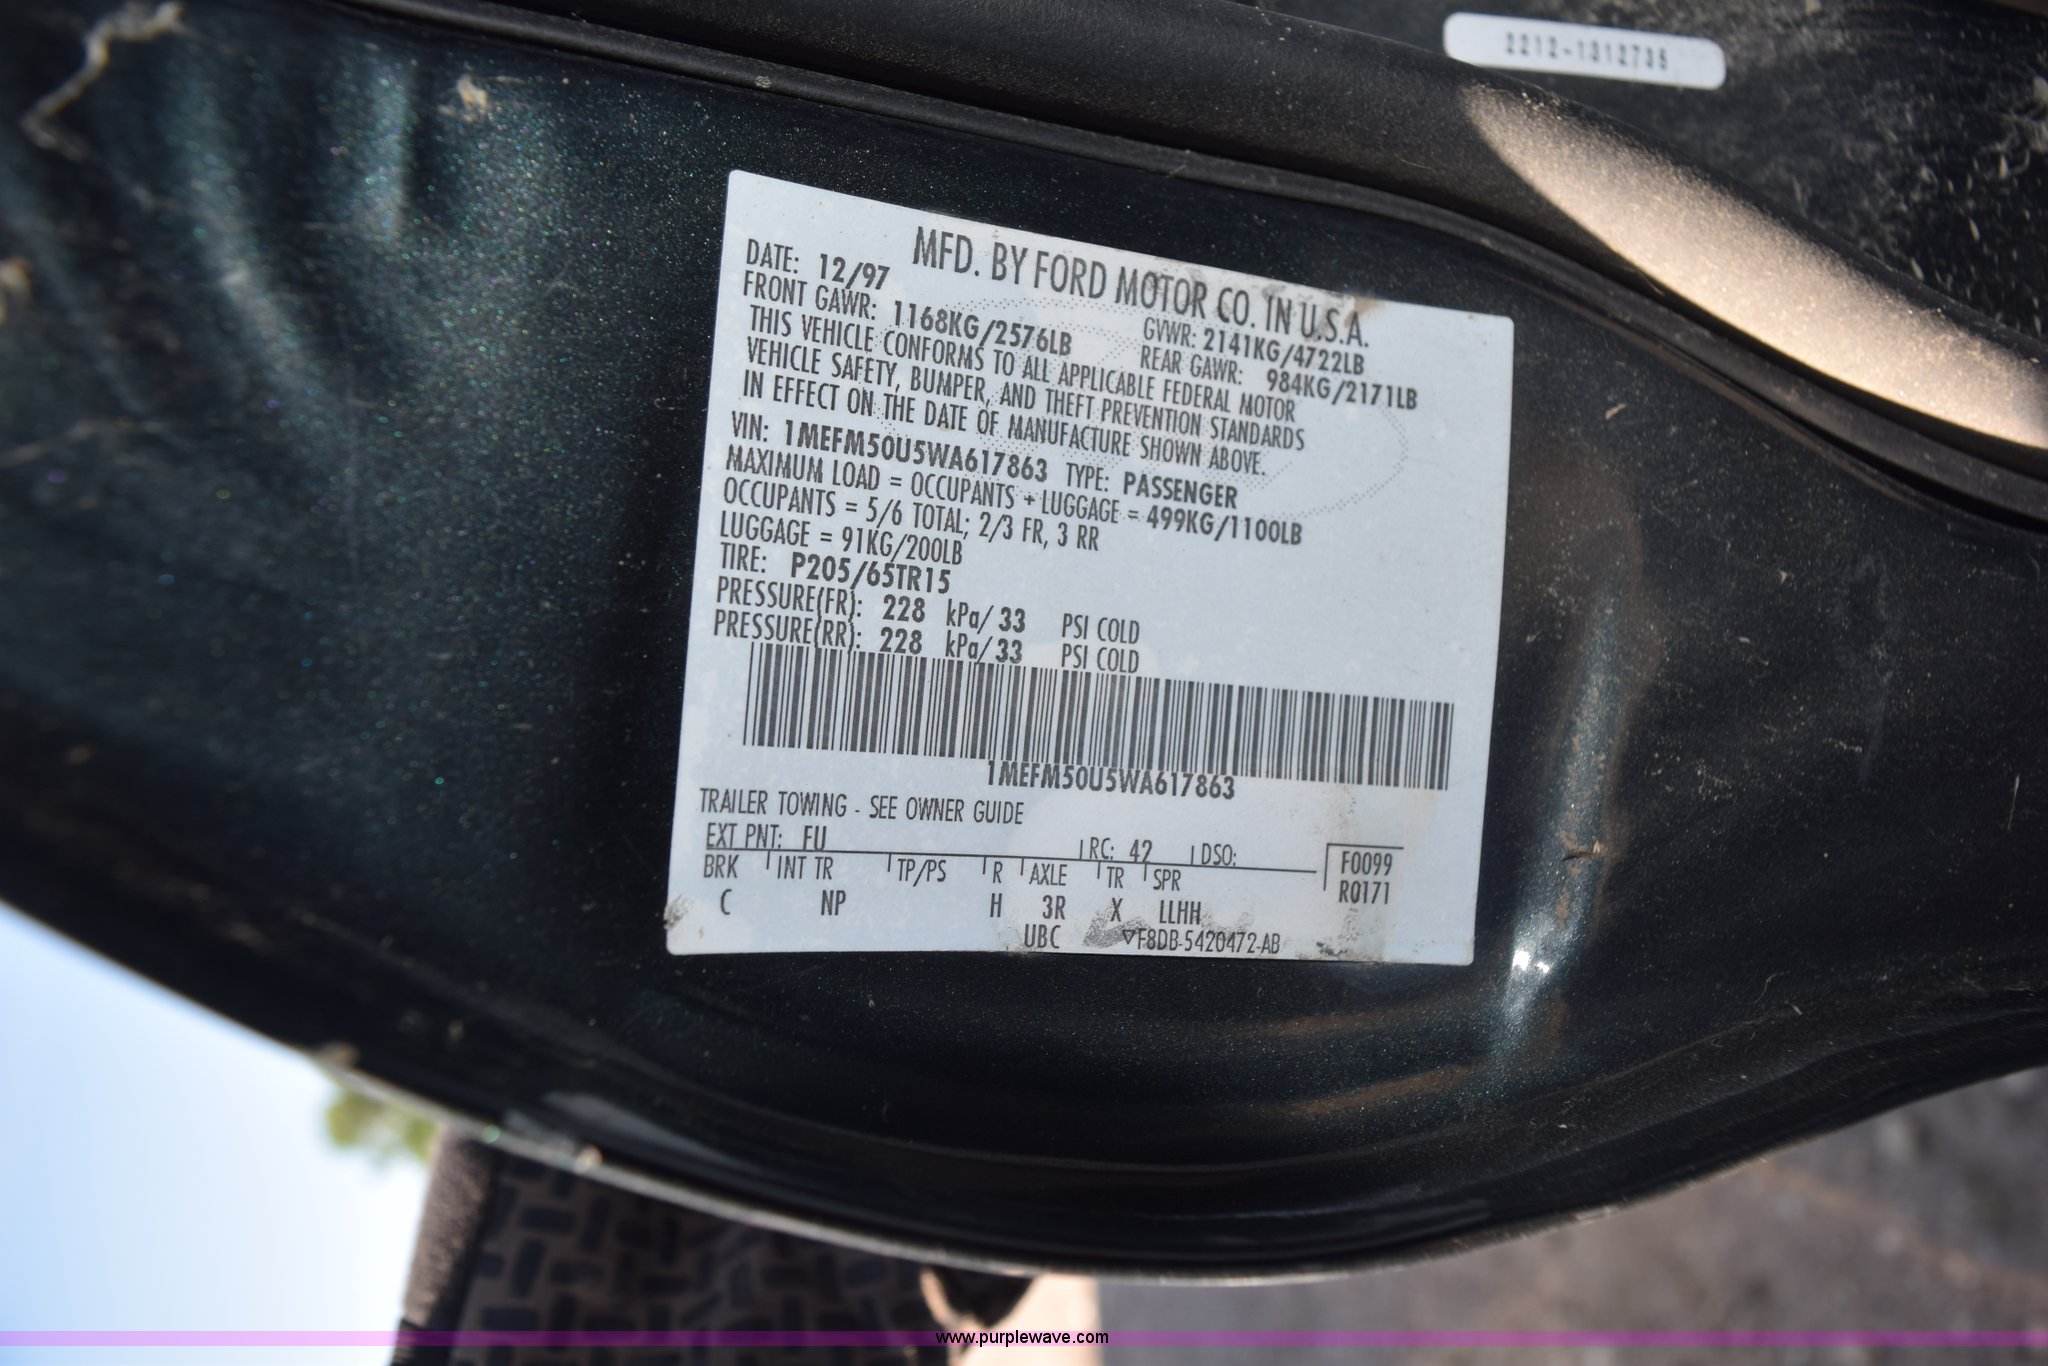 2212-1312735
MFD. BY FORD MOTOR CO. IN U.S.A.
DATE: 12/97 GVWR: 2141KG/4722LB
FRONT GAWR: 1168KG/2576LB REAR GAWR: 984KG/2171LB
THIS VEHICLE CONFORMS TO ALL APPLICABLE FEDERAL MOTOR
VEHICLE SAFETY, BUMPER, AND THEFT PREVENTION STANDARDS
IN EFFECT ON THE DATE OF MANUFACTURE SHOWN ABOVE.
VIN: 1MEFM50U5WA617863 TYPE: PASSENGER
MAXIMUM LOAD = OCCUPANTS + LUGGAGE = 499KG/1100LB
OCCUPANTS = 5/6 TOTAL; 2/3 FR, 3 RR
LUGGAGE = 91KG/200LB
TIRE: P205/65TR15
PRESSURE(FR): 228 kPa/ 33 PSI COLD
PRESSURE(RR): 228 kPa/ 33 PSI COLD
1MEFM50U5WA617863
TRAILER TOWING - SEE OWNER GUIDE
EXT PNT: FU RC: 42 DSO: F0099
BRK INT TR TP/PS R AXLE TR SPR R0171
C NP H 3R X LLHH
UBC ▽F8DB-5420472-AB
www.purplewave.com